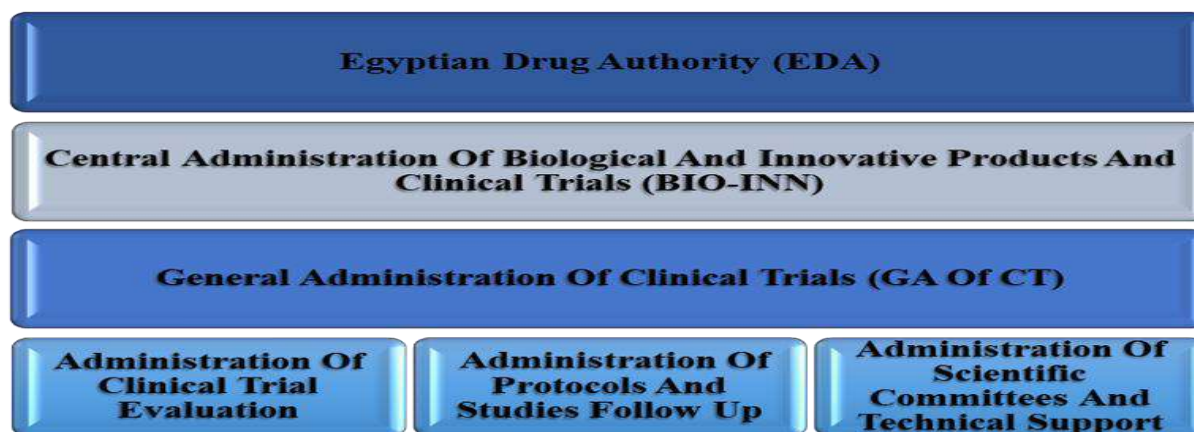 Egyptian Drug Authority (EDA)
Central Administration Of Biological And Innovative Products And
Clinical Trials (BIO-INN)
General Administration Of Clinical Trials (GA Of CT)
Administration Of
Clinical Trial
Evaluation
Administration Of
Protocols And
Studies Follow Up
Administration Of
Scientific
Committees And
Technical Support